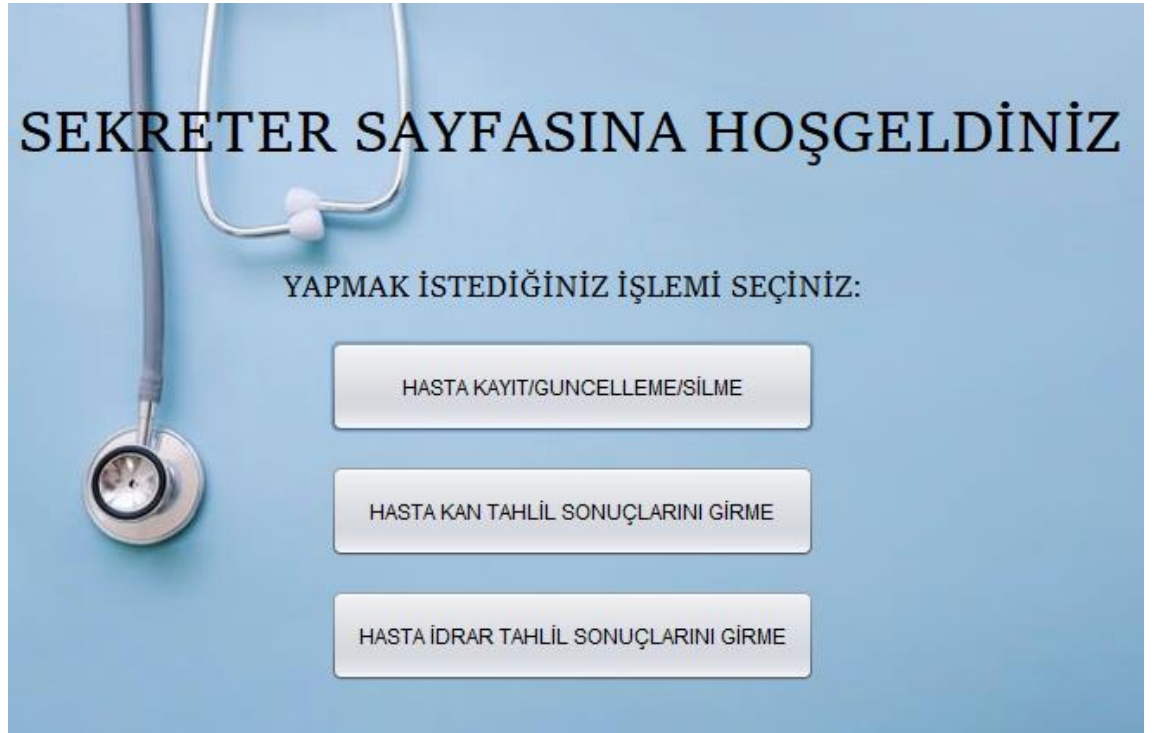 SEKRETER SAYFASINA HOŞGELDİNİZ
YAPMAK İSTEDİĞİNİZ İŞLEMİ SEÇİNİZ:
HASTA KAYIT/GUNCELLEME/SİLME
HASTA KAN TAHLİL SONUÇLARINI GİRME
HASTA İDRAR TAHLİL SONUÇLARINI GİRME